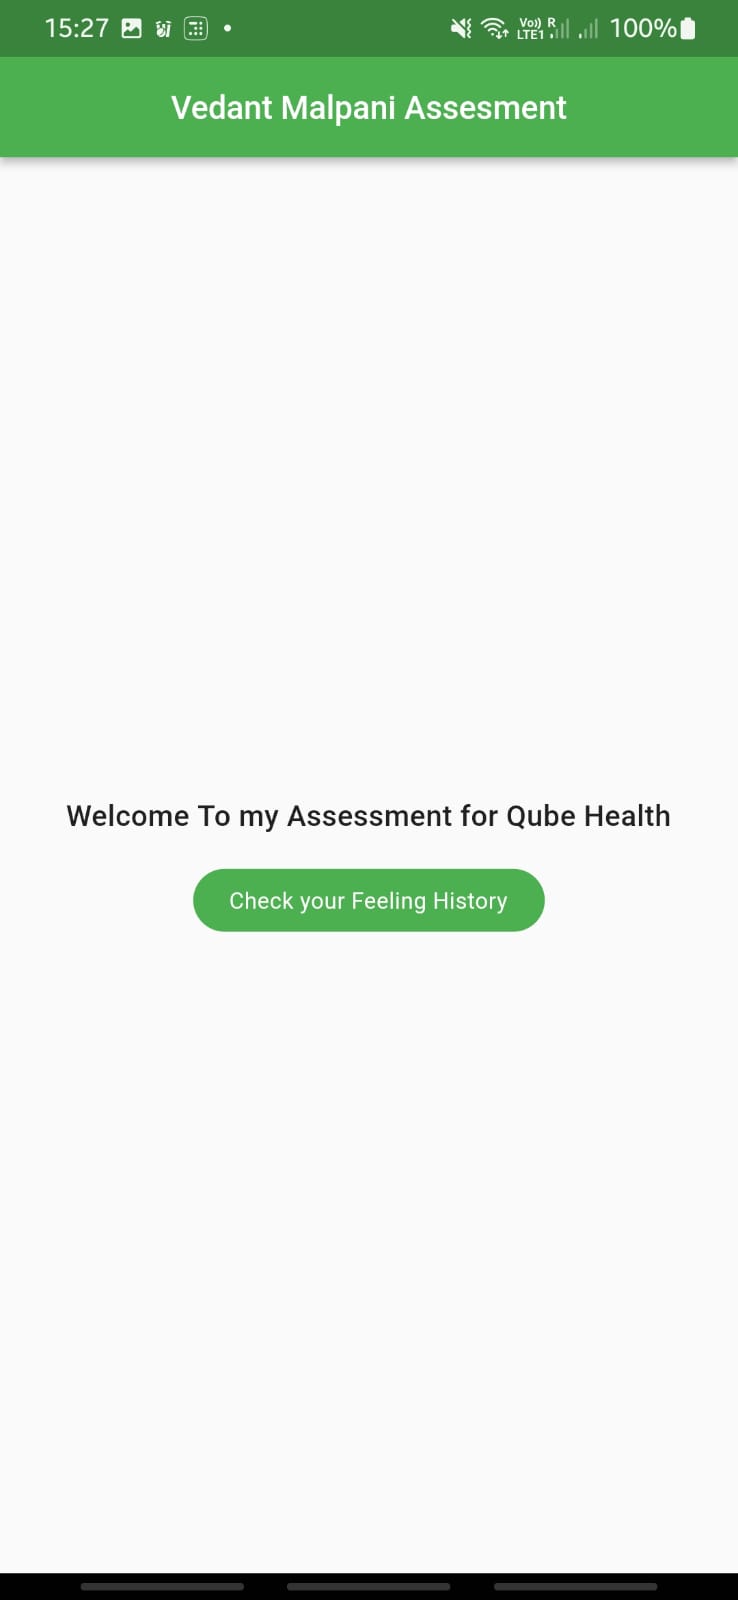 15:27 Vo)) R LTE1 100%
Vedant Malpani Assesment
Welcome To my Assessment for Qube Health
Check your Feeling History